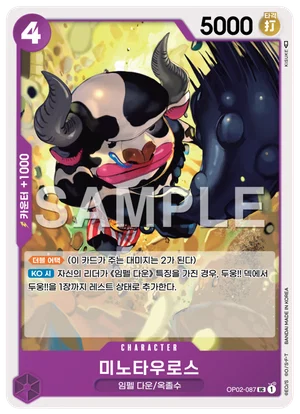 4
5000
타격
打
KISUKE
카운터 +1000
SAMPLE
더블 어택 (이 카드가 주는 대미지는 2가 된다)
KO 시 자신의 리더가 《임펠 다운》 특징을 가진 경우, 두웅!! 덱에서
두웅!!을 1장까지 레스트 상태로 추가한다.
CHARACTER
미노타우로스
임펠 다운/옥졸수
OP02-087 UC 1
BANDAI MADE IN KOREA